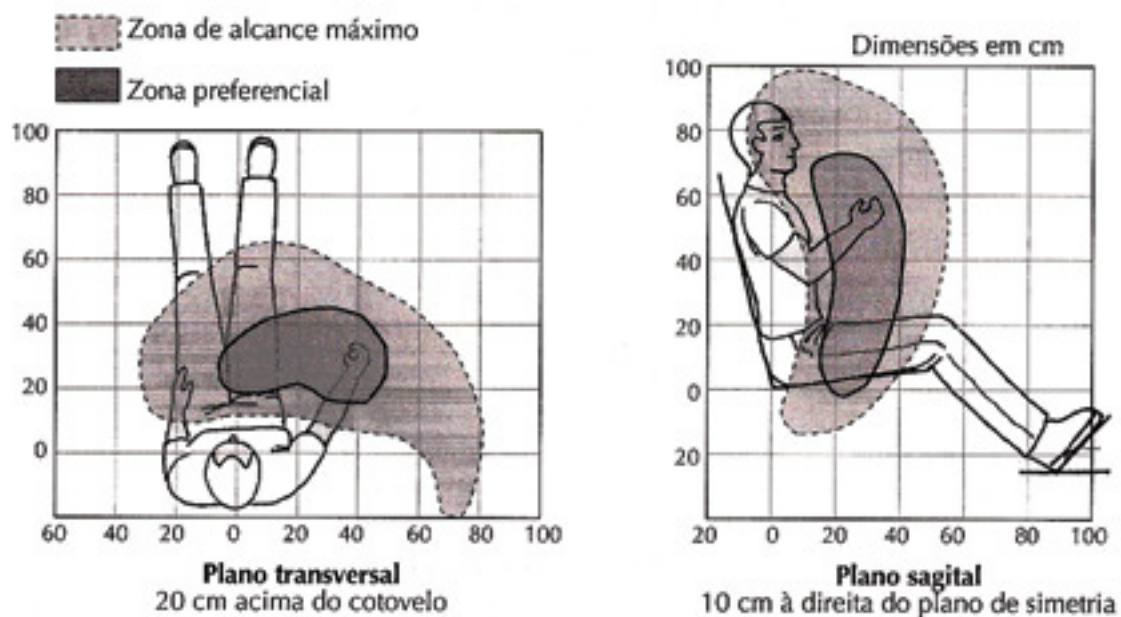 Zona de alcance máximo
Zona preferencial
100
80
60
40
20
0
60 40 20 0 20 40 60 80 100
Plano transversal
20 cm acima do cotovelo
Dimensões em cm
100
80
60
40
20
0
20
20 0 20 40 60 80 100
Plano sagital
10 cm à direita do plano de simetria